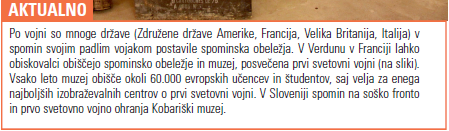 AKTUALNO
Po vojni so mnoge države (Združene države Amerike, Francija, Velika Britanija, Italija) v
spomin svojim padlim vojakom postavile spominska obeležja. V Verdunu v Franciji lahko
obiskovalci obiščejo spominsko obeležje in muzej, posvečena prvi svetovni vojni (na sliki).
Vsako leto muzej obišče okoli 60.000 evropskih učencev in študentov, saj velja za enega
najboljših izobraževalnih centrov o prvi svetovni vojni. V Sloveniji spomin na soško fronto
in prvo svetovno vojno ohranja Kobariški muzej.